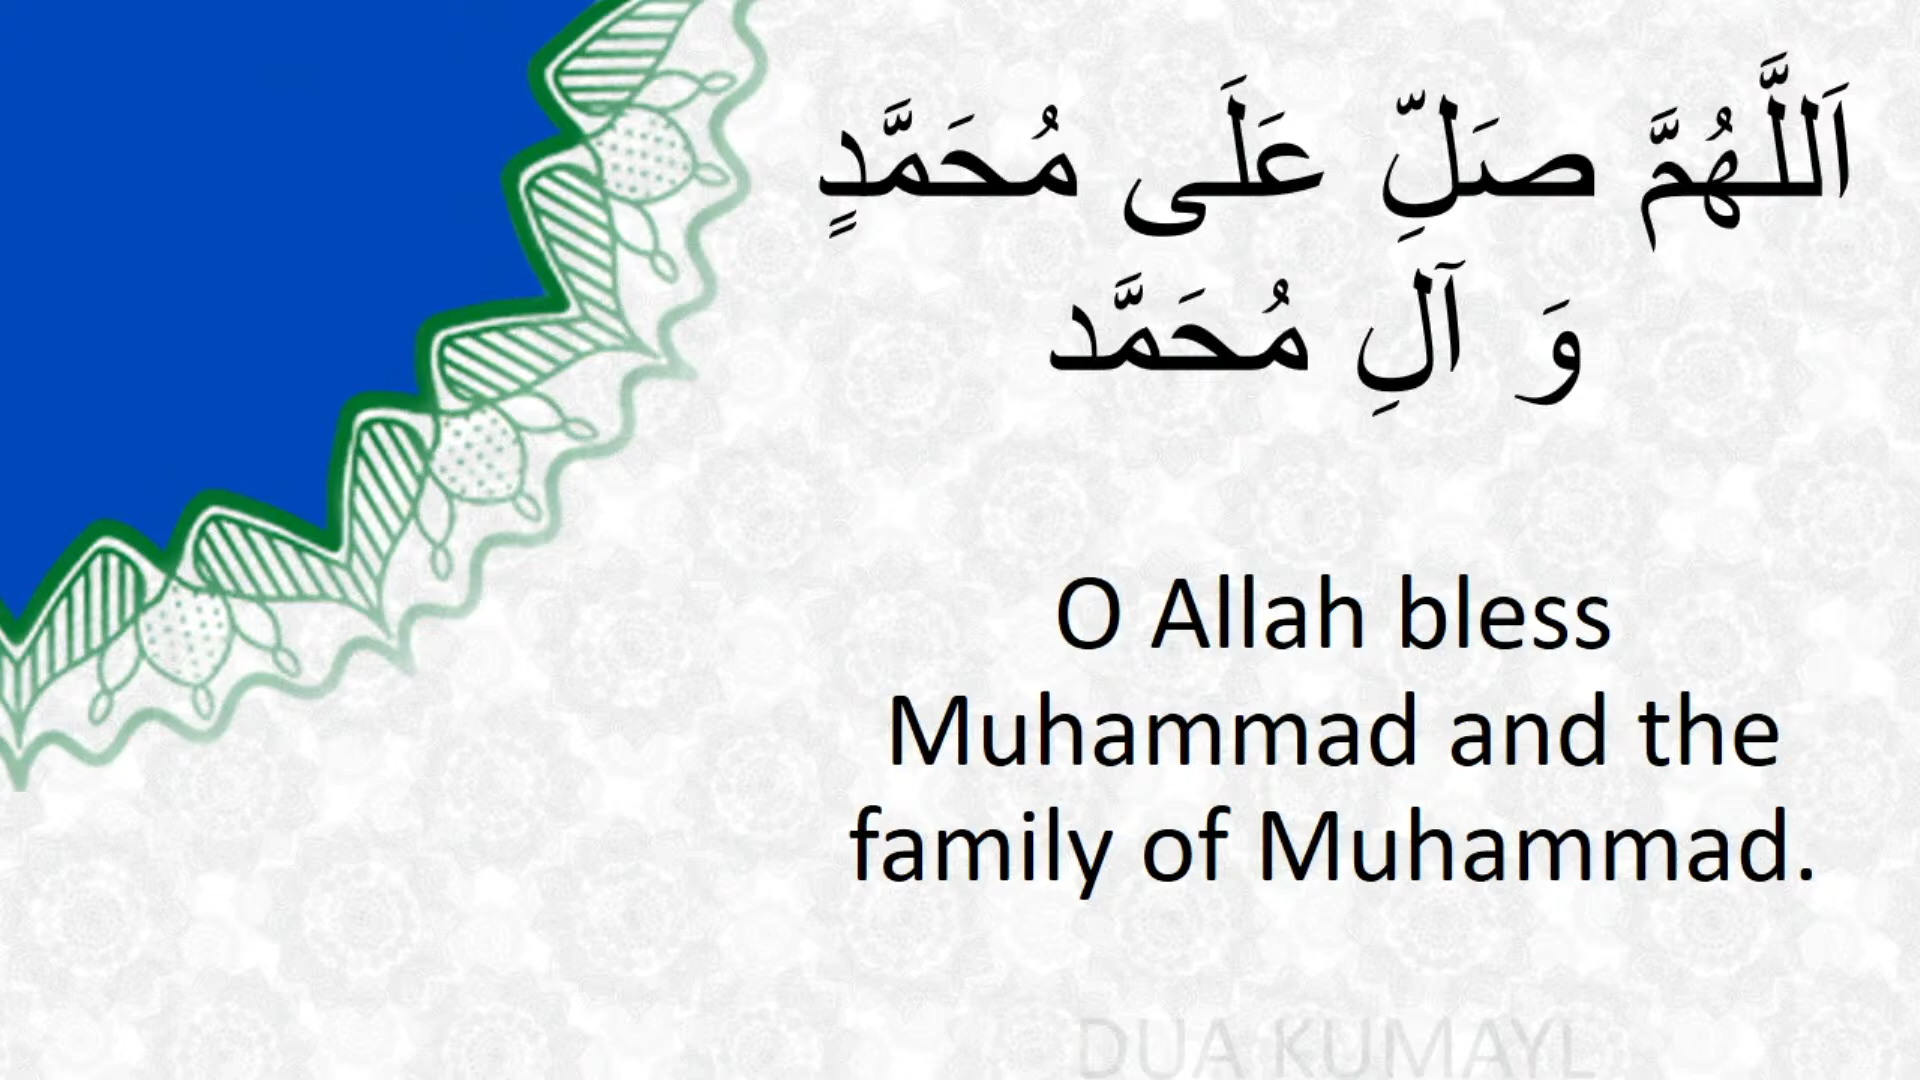 اَللَّهُمَّ صَلِّ عَلَى مُحَمَّدٍ
وَ آلِ مُحَمَّد
O Allah bless
Muhammad and the
family of Muhammad.
DUA KUMAYL